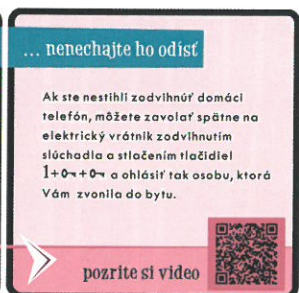 ... nenechajte ho odísť
Ak ste nestihli zodvihnúť domáci
telefón, môžete zavolať spätne na
elektrický vrátnik zodvihnutím
slúchadla a stlačením tlačidiel
1+⊶+⊶ a ohlásiť tak osobu, ktorá
Vám zvonila do bytu.
pozrite si video